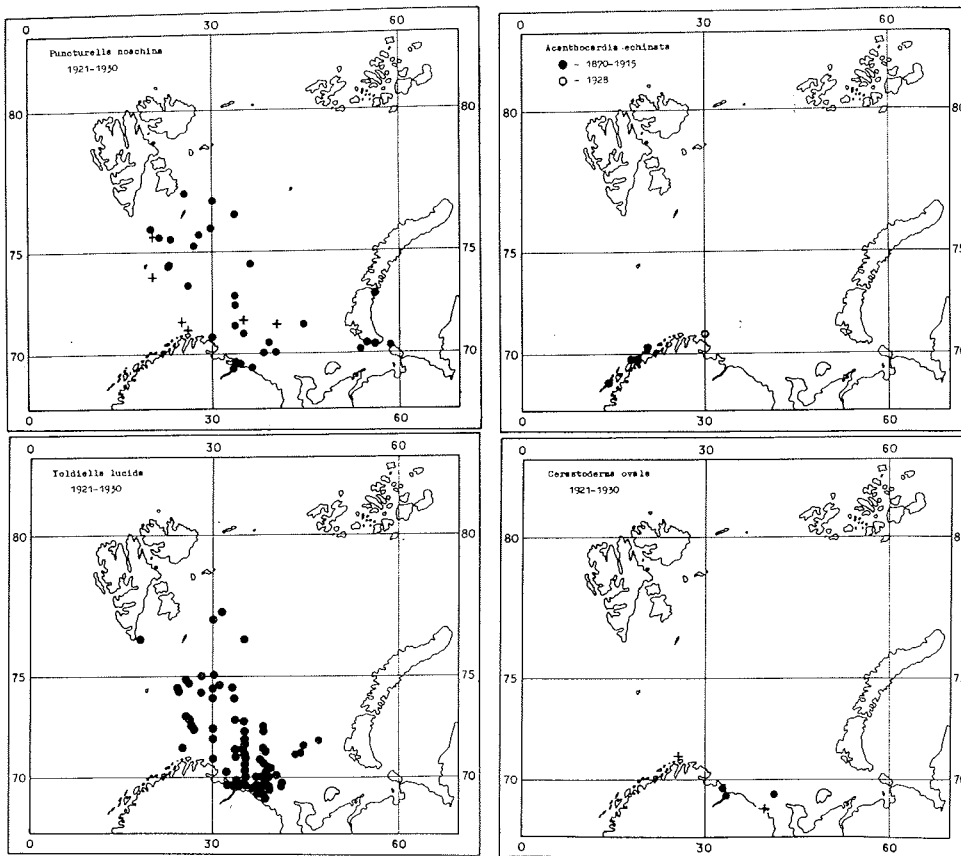 0 30 60
Puncturella noachina
1921-1930
80 80
75 75
70 70
0 30 60
0 30 60
Acanthocardia echinata
● - 1870-1915
○ - 1928
80 80
75 75
70 70
0 30 60
0 30 60
Yoldiella lucida
1921-1930
80 80
75 75
70 70
0 30 60
0 30 60
Cerastoderma ovale
1921-1930
80 8
75 7
70 70
0 30 60